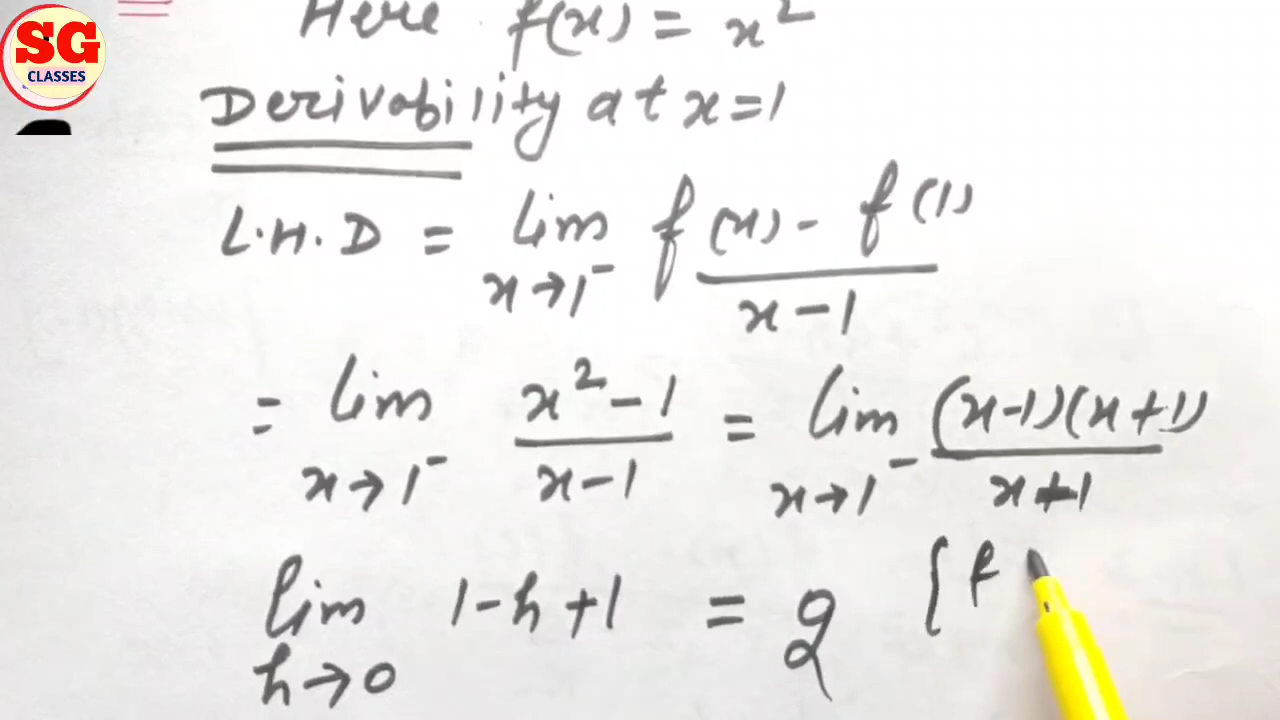 SG
CLASSES
Here f(x) = x²
Derivability at x=1
L.H.D = lim x→1⁻ f(x) - f(1) / x-1
= lim x→1⁻ x²-1 / x-1 = lim x→1⁻ (x-1)(x+1) / x-1
lim h→0 1-h+1 = 2 { f